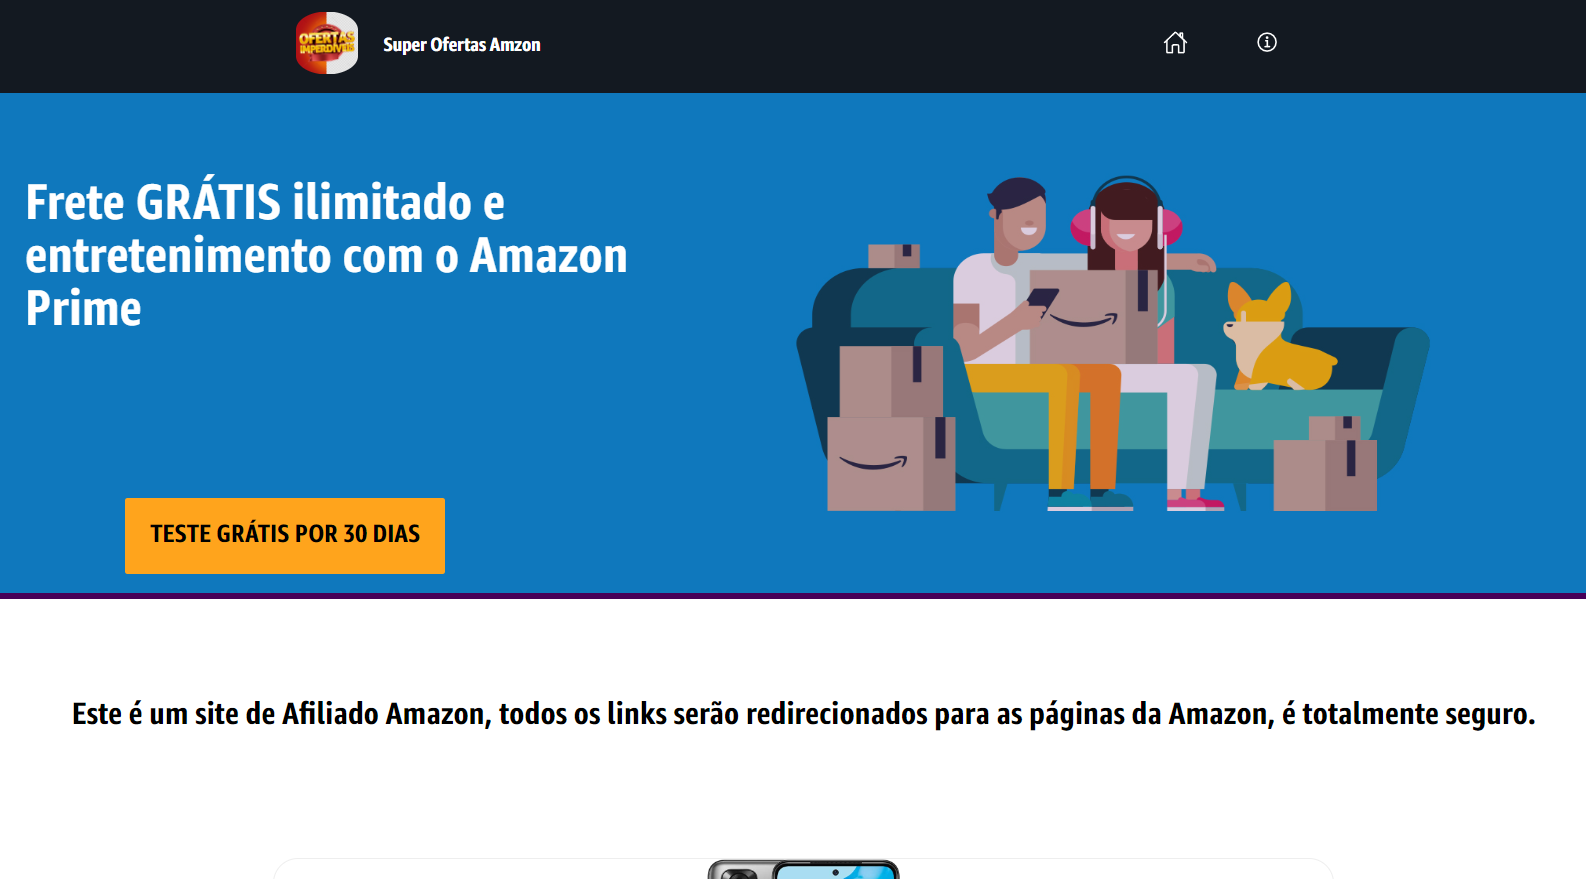 OFERTAS
IMPERDÍVEIS
Super Ofertas Amzon
Frete GRÁTIS ilimitado e
entretenimento com o Amazon
Prime
TESTE GRÁTIS POR 30 DIAS
Este é um site de Afiliado Amazon, todos os links serão redirecionados para as páginas da Amazon, é totalmente seguro.